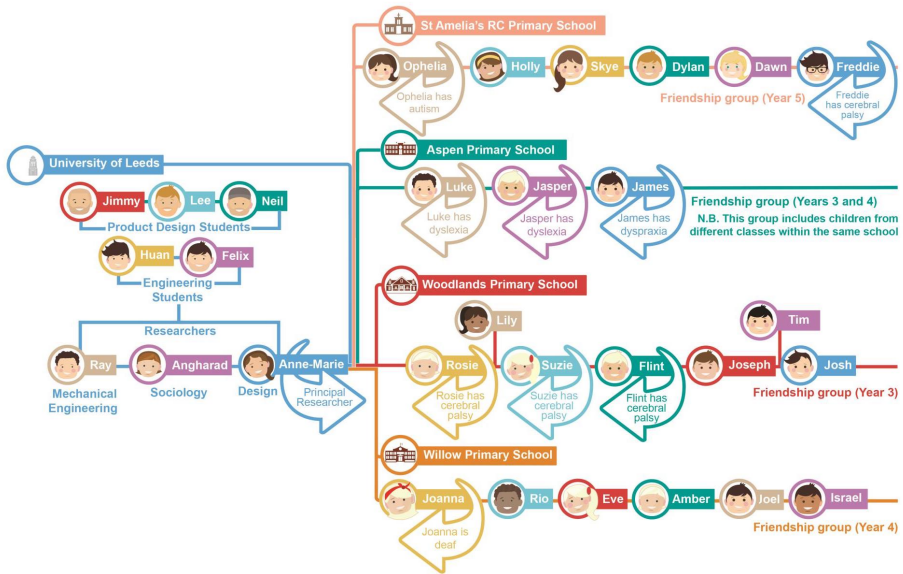 St Amelia's RC Primary School
Ophelia
Holly
Skye
Dylan
Dawn
Freddie
Ophelia has
autism
Friendship group (Year 5)
Freddie
has cerebral
palsy
University of Leeds
Jimmy
Lee
Neil
Product Design Students
Huan
Felix
Engineering
Students
Researchers
Ray
Angharad
Anne-Marie
Mechanical
Engineering
Sociology
Design
Principal
Researcher
Aspen Primary School
Luke
Jasper
James
Luke has
dyslexia
Jasper has
dyslexia
James has
dyspraxia
Friendship group (Years 3 and 4)
N.B. This group includes children from
different classes within the same school
Woodlands Primary School
Lily
Tim
Rosie
Suzie
Flint
Joseph
Josh
Rosie has
cerebral
palsy
Suzie has
cerebral
palsy
Flint has
cerebral
palsy
Friendship group (Year 3)
Willow Primary School
Joanna
Rio
Eve
Amber
Joel
Israel
Joanna is
deaf
Friendship group (Year 4)